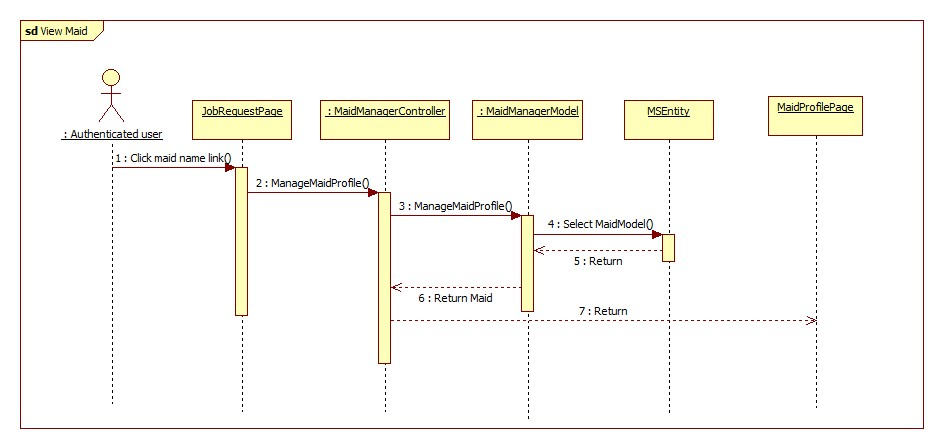 sd View Maid
: Authenticated user
JobRequestPage
: MaidManagerController
: MaidManagerModel
MSEntity
MaidProfilePage
1 : Click maid name link()
2 : ManageMaidProfile()
3 : ManageMaidProfile()
4 : Select MaidModel()
5 : Return
6 : Return Maid
7 : Return